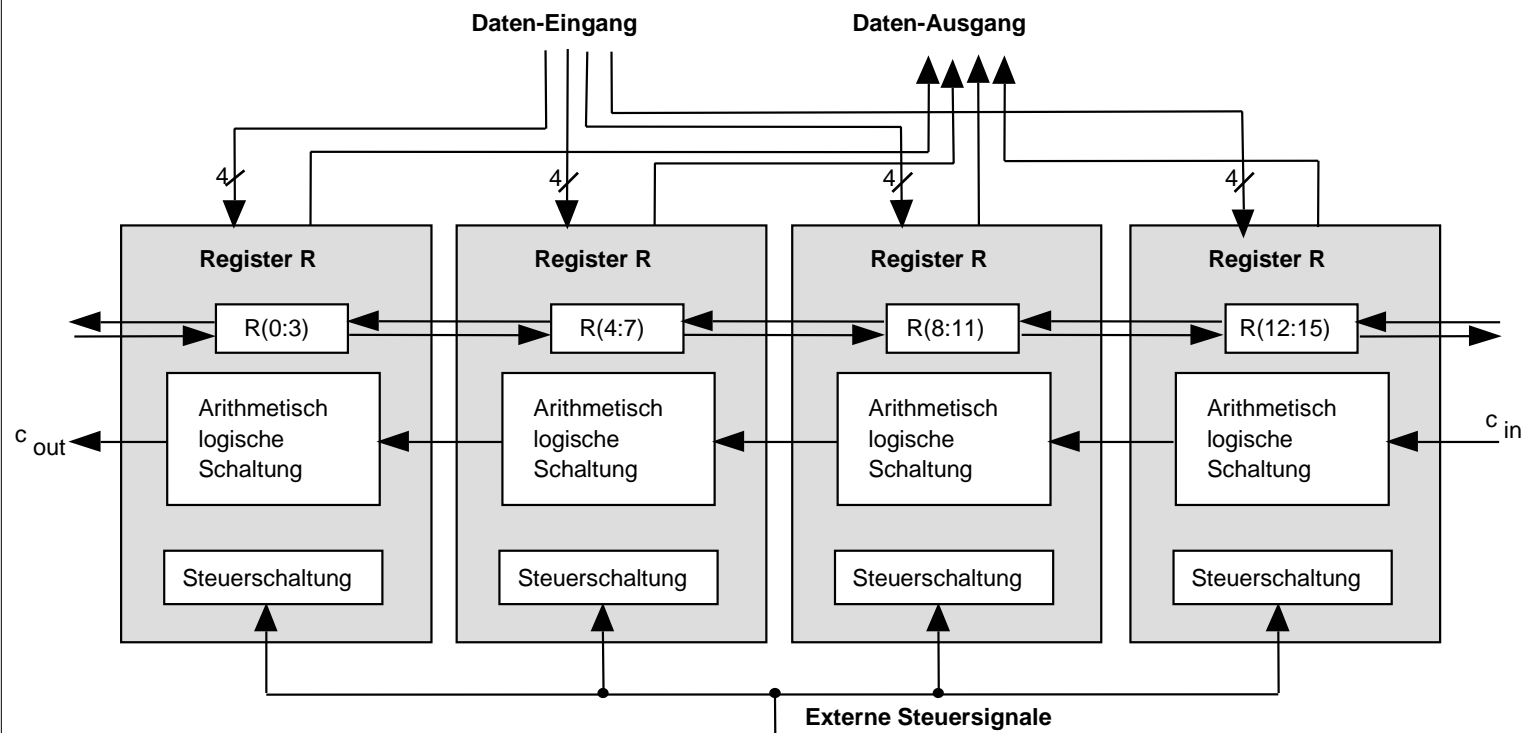 Daten-Eingang
Daten-Ausgang
4
4
4
4
Register R
Register R
Register R
Register R
R(0:3)
R(4:7)
R(8:11)
R(12:15)
Arithmetisch
logische
Schaltung
Arithmetisch
logische
Schaltung
Arithmetisch
logische
Schaltung
Arithmetisch
logische
Schaltung
c out
c in
Steuerschaltung
Steuerschaltung
Steuerschaltung
Steuerschaltung
Externe Steuersignale